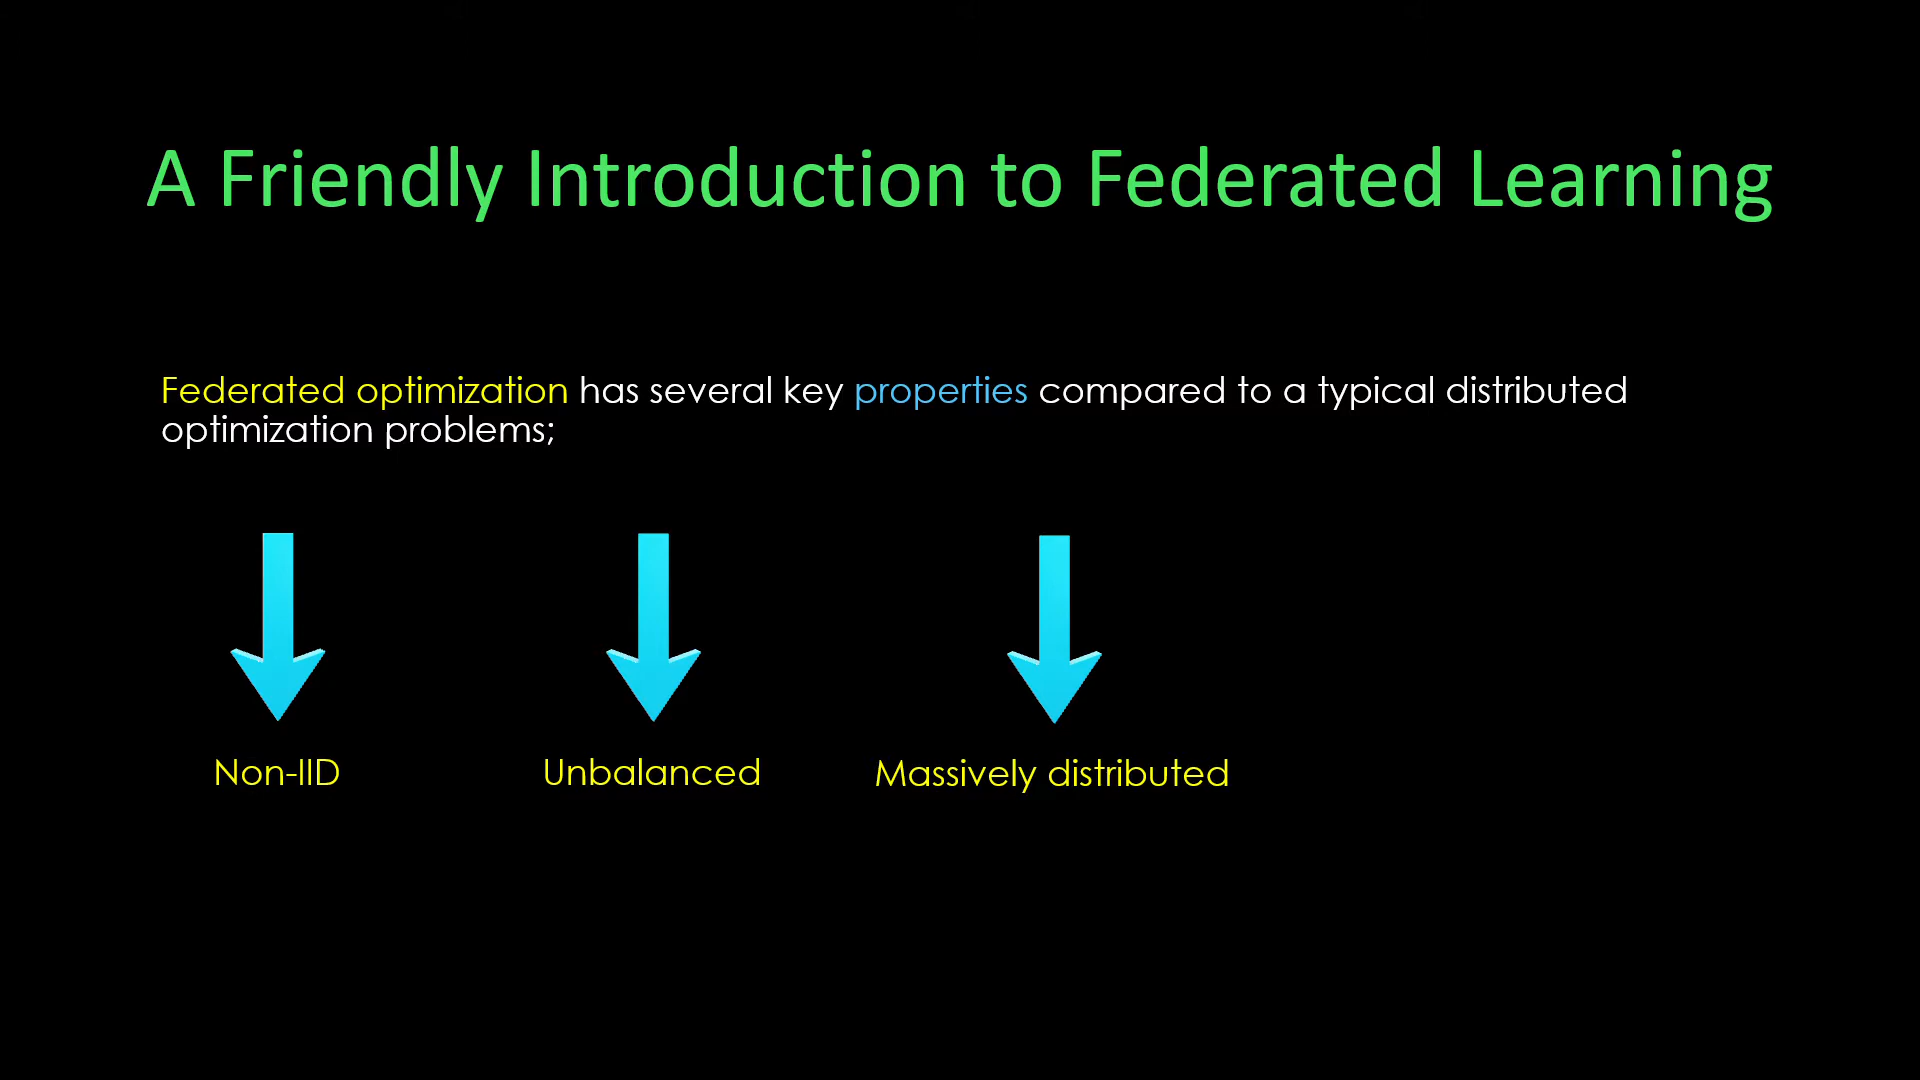 A Friendly Introduction to Federated Learning
Federated optimization has several key properties compared to a typical distributed
optimization problems;
Non-IID
Unbalanced
Massively distributed